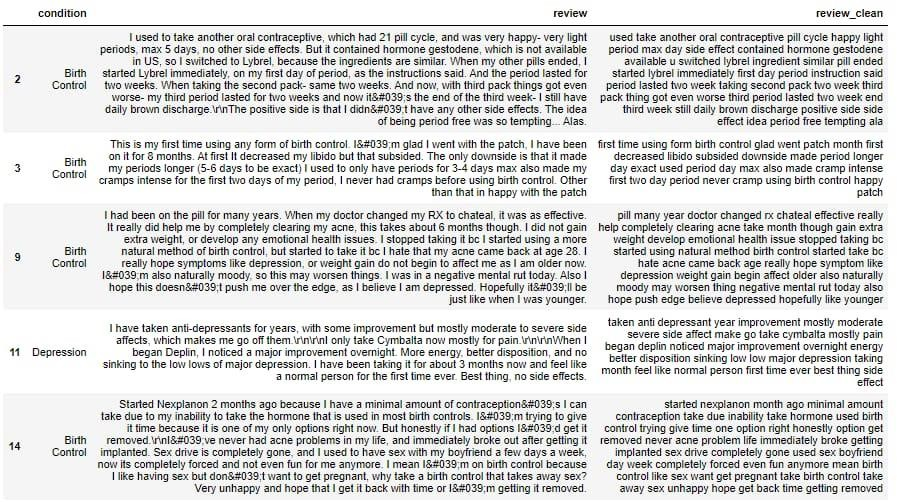 condition review review_clean
I used to take another oral contraceptive, which had 21 pill cycle, and was very happy- very light
periods, max 5 days, no other side effects. But it contained hormone gestodene, which is not available
in US, so I switched to Lybrel, because the ingredients are similar. When my other pills ended, I
started Lybrel immediately, on my first day of period, as the instructions said. And the period lasted for
two weeks. When taking the second pack- same two weeks. And now, with third pack things got even
worse- my third period lasted for two weeks and now it&#039;s the end of the third week- I still have
daily brown discharge.\r\nThe positive side is that I didn&#039;t have any other side effects. The idea
of being period free was so tempting... Alas.
2 Birth
Control
used to take another oral contraceptive pill cycle happy light
period max day side effect contained hormone gestodene
available u switched lybrel ingredient similar pill ended
started lybrel immediately first day period instruction said
period lasted two week taking second pack two week third
pack thing got even worse third period lasted two week end
third week still daily brown discharge positive side side
effect idea period free tempting ala
This is my first time using any form of birth control. I&#039;m glad I went with the patch, I have been
on it for 8 months. At first It decreased my libido but that subsided. The only downside is that it made
my periods longer (5-6 days to be exact) I used to only have periods for 3-4 days max also made my
cramps intense for the first two days of my period, I never had cramps before using birth control. Other
than that in happy with the patch
3 Birth
Control
first time using form birth control glad went patch month first
decreased libido subsided downside made period longer
day exact used period day max also made cramp intense
first two day period never cramp using birth control happy
patch
I had been on the pill for many years. When my doctor changed my RX to chateal, it was as effective.
It really did help me by completely clearing my acne, this takes about 6 months though. I did not gain
extra weight, or develop any emotional health issues. I stopped taking it bc I started using a more
natural method of birth control, but started to take it bc I hate that my acne came back at age 28. I
really hope symptoms like depression, or weight gain do not begin to affect me as I am older now.
I&#039;m also naturally moody, so this may worsen things. I was in a negative mental rut today. Also I
hope this doesn&#039;t push me over the edge, as I believe I am depressed. Hopefully it&#039;ll be
just like when I was younger.
9 Birth
Control
pill many year doctor changed rx chateal effective really
help completely clearing acne take month though gain extra
weight develop emotional health issue stopped taking bc
started using natural method birth control started take bc
hate acne came back age really hope symptom like
depression weight gain begin affect older also naturally
moody may worsen thing negative mental rut today also
hope push edge believe depressed hopefully like younger
I have taken anti-depressants for years, with some improvement but mostly moderate to severe side
affects, which makes me go off them.\r\n\r\nI only take Cymbalta now mostly for pain.\r\n\r\nWhen I
began Deplin, I noticed a major improvement overnight. More energy, better disposition, and no
sinking to the low lows of major depression. I have been taking it for about 3 months now and feel like
a normal person for the first time ever. Best thing, no side effects.
11 Depression
taken anti depressant year improvement mostly moderate
severe side affect make go take cymbalta mostly pain
began deplin noticed major improvement overnight energy
better disposition sinking low low major depression taking
month feel like normal person first time ever best thing side
effect
Started Nexplanon 2 months ago because I have a minimal amount of contraception&#039;s I can
take due to my inability to take the hormone that is used in most birth controls. I&#039;m trying to give
it time because it is one of my only options right now. But honestly if I had options I&#039;d get it
removed.\r\nI&#039;ve never had acne problems in my life, and immediately broke out after getting it
implanted. Sex drive is completely gone, and I used to have sex with my boyfriend a few days a week,
now its completely forced and not even fun for me anymore. I mean I&#039;m on birth control because
I like having sex but don&#039;t want to get pregnant, why take a birth control that takes away sex?
Very unhappy and hope that I get it back with time or I&#039;m getting it removed.
14 Birth
Control
started nexplanon month ago minimal amount
contraception take due inability take hormone used birth
control trying give time one option right honestly option get
removed never acne problem life immediately broke getting
implanted sex drive completely gone used sex boyfriend
day week completely forced even fun anymore mean birth
control like sex want get pregnant take birth control take
away sex unhappy hope get back time getting removed